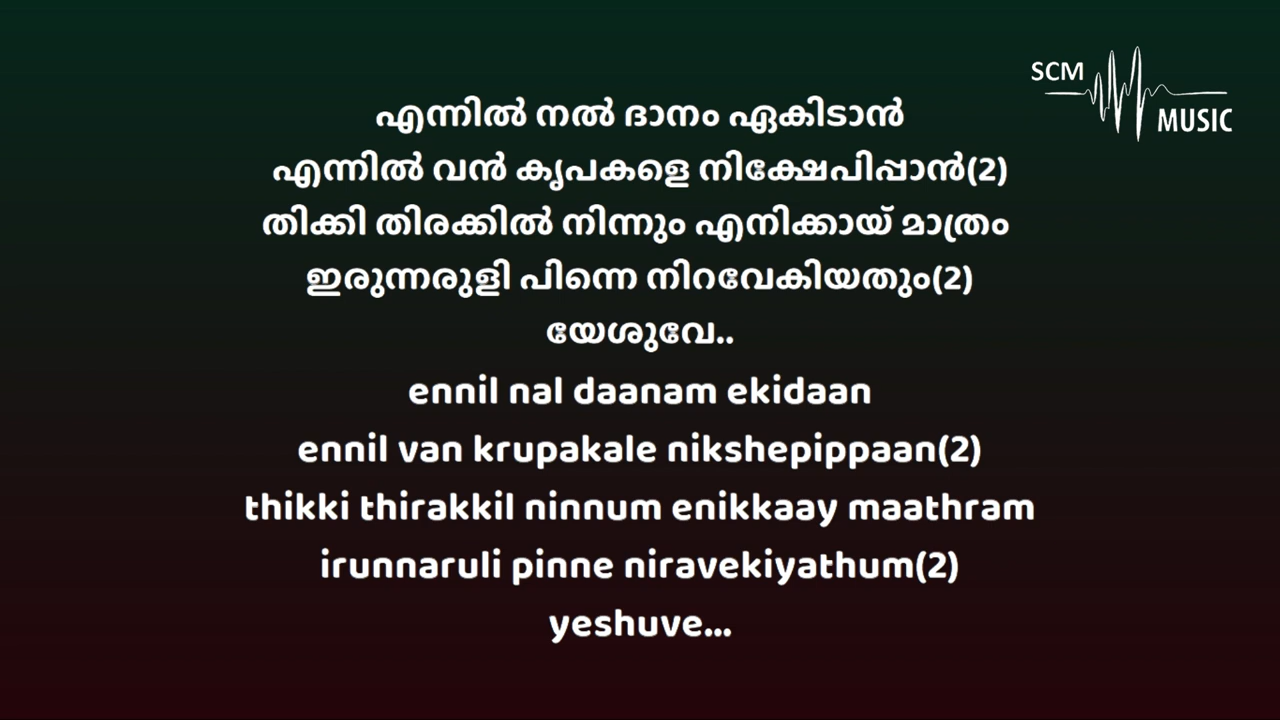 SCM
MUSIC
എന്നിൽ നൽ ദാനം ഏകിടാൻ
എന്നിൽ വൻ കൃപകളെ നിക്ഷേപിപ്പാൻ(2)
തിക്കി തിരക്കിൽ നിന്നും എനിക്കായ് മാത്രം
ഇരുന്നരുളി പിന്നെ നിറവേകിയതും(2)
യേശുവേ..
ennil nal daanam ekidaan
ennil van krupakale nikshepippaan(2)
thikki thirakkil ninnum enikkaay maathram
irunnaruli pinne niravekiyathum(2)
yeshuve...